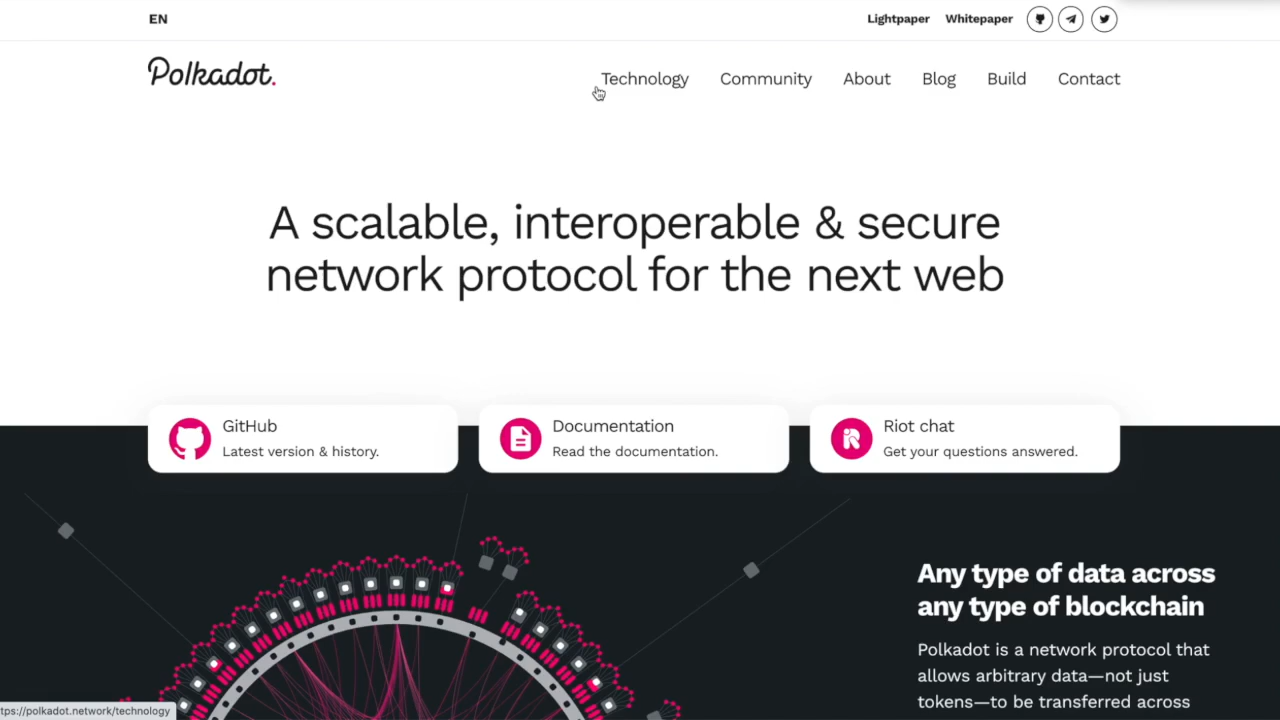 EN
Lightpaper Whitepaper
Polkadot.
Technology Community About Blog Build Contact
A scalable, interoperable & secure
network protocol for the next web
GitHub
Latest version & history.
Documentation
Read the documentation.
Riot chat
Get your questions answered.
Any type of data across
any type of blockchain
Polkadot is a network protocol that
allows arbitrary data—not just
tokens—to be transferred across
tps://polkadot.network/technology